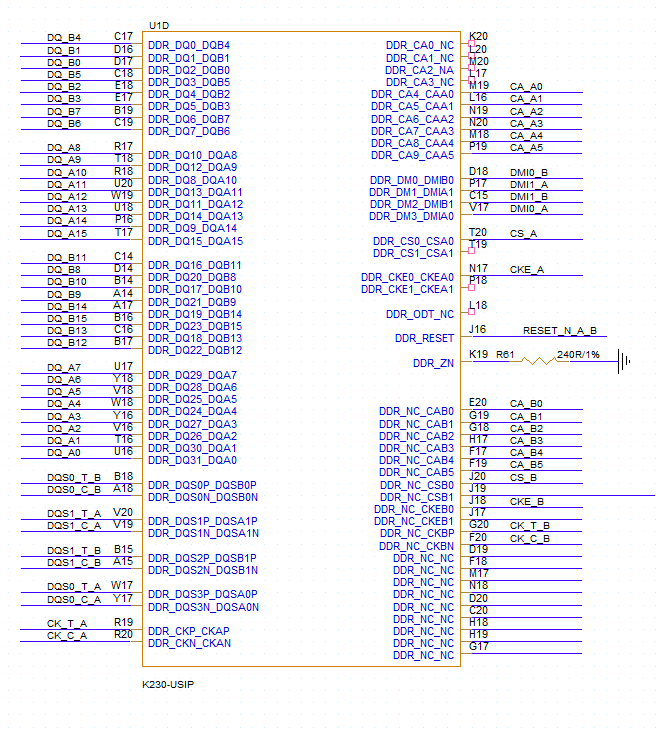 U1D
DQ_B4 C17 DDR_DQ0_DQB4
DQ_B1 D16 DDR_DQ1_DQB1
DQ_B0 D17 DDR_DQ2_DQB0
DQ_B5 C18 DDR_DQ3_DQB5
DQ_B2 E18 DDR_DQ4_DQB2
DQ_B3 E17 DDR_DQ5_DQB3
DQ_B7 B19 DDR_DQ6_DQB7
DQ_B6 C19 DDR_DQ7_DQB6
DQ_A8 R17 DDR_DQ10_DQA8
DQ_A9 T18 DDR_DQ12_DQA9
DQ_A10 R18 DDR_DQ8_DQA10
DQ_A11 U20 DDR_DQ13_DQA11
DQ_A12 W19 DDR_DQ11_DQA12
DQ_A13 U18 DDR_DQ14_DQA13
DQ_A14 P16 DDR_DQ9_DQA14
DQ_A15 T17 DDR_DQ15_DQA15
DQ_B11 C14 DDR_DQ16_DQB11
DQ_B8 D14 DDR_DQ20_DQB8
DQ_B10 B14 DDR_DQ17_DQB10
DQ_B9 A14 DDR_DQ21_DQB9
DQ_B14 A17 DDR_DQ19_DQB14
DQ_B15 B16 DDR_DQ23_DQB15
DQ_B13 C16 DDR_DQ18_DQB13
DQ_B12 B17 DDR_DQ22_DQB12
DQ_A7 U17 DDR_DQ29_DQA7
DQ_A6 Y18 DDR_DQ28_DQA6
DQ_A5 V18 DDR_DQ25_DQA5
DQ_A4 W18 DDR_DQ24_DQA4
DQ_A3 Y16 DDR_DQ27_DQA3
DQ_A2 V16 DDR_DQ26_DQA2
DQ_A1 T16 DDR_DQ30_DQA1
DQ_A0 U16 DDR_DQ31_DQA0
DQS0_T_B B18 DDR_DQS0P_DQSB0P
DQS0_C_B A18 DDR_DQS0N_DQSB0N
DQS1_T_A V20 DDR_DQS1P_DQSA1P
DQS1_C_A V19 DDR_DQS1N_DQSA1N
DQS1_T_B B15 DDR_DQS2P_DQSB1P
DQS1_C_B A15 DDR_DQS2N_DQSB1N
DQS0_T_A W17 DDR_DQS3P_DQSA0P
DQS0_C_A Y17 DDR_DQS3N_DQSA0N
CK_T_A R19 DDR_CKP_CKAP
CK_C_A R20 DDR_CKN_CKAN
DDR_CA0_NC K20
DDR_CA1_NC L20
DDR_CA2_NA M20
DDR_CA3_NC L17
DDR_CA4_CAA0 M19 CA_A0
DDR_CA5_CAA1 L16 CA_A1
DDR_CA6_CAA2 N19 CA_A2
DDR_CA7_CAA3 N20 CA_A3
DDR_CA8_CAA4 M18 CA_A4
DDR_CA9_CAA5 P19 CA_A5
DDR_DM0_DMIB0 D18 DMI0_B
DDR_DM1_DMIA1 P17 DMI1_A
DDR_DM2_DMIB1 C15 DMI1_B
DDR_DM3_DMIA0 V17 DMI0_A
DDR_CS0_CSA0 T20 CS_A
DDR_CS1_CSA1 T19
DDR_CKE0_CKEA0 N17 CKE_A
DDR_CKE1_CKEA1 P18
DDR_ODT_NC L18
DDR_RESET J16 RESET_N_A_B
DDR_ZN K19 R61 240R/1%
DDR_NC_CAB0 E20 CA_B0
DDR_NC_CAB1 G19 CA_B1
DDR_NC_CAB2 G18 CA_B2
DDR_NC_CAB3 H17 CA_B3
DDR_NC_CAB4 F17 CA_B4
DDR_NC_CAB5 F19 CA_B5
DDR_NC_CSB0 J20 CS_B
DDR_NC_CSB1 J19
DDR_NC_CKEB0 J18 CKE_B
DDR_NC_CKEB1 J17
DDR_NC_CKBP G20 CK_T_B
DDR_NC_CKBN F20 CK_C_B
DDR_NC_NC D19
DDR_NC_NC F18
DDR_NC_NC M17
DDR_NC_NC N18
DDR_NC_NC D20
DDR_NC_NC C20
DDR_NC_NC H18
DDR_NC_NC H19
DDR_NC_NC G17
K230-USIP